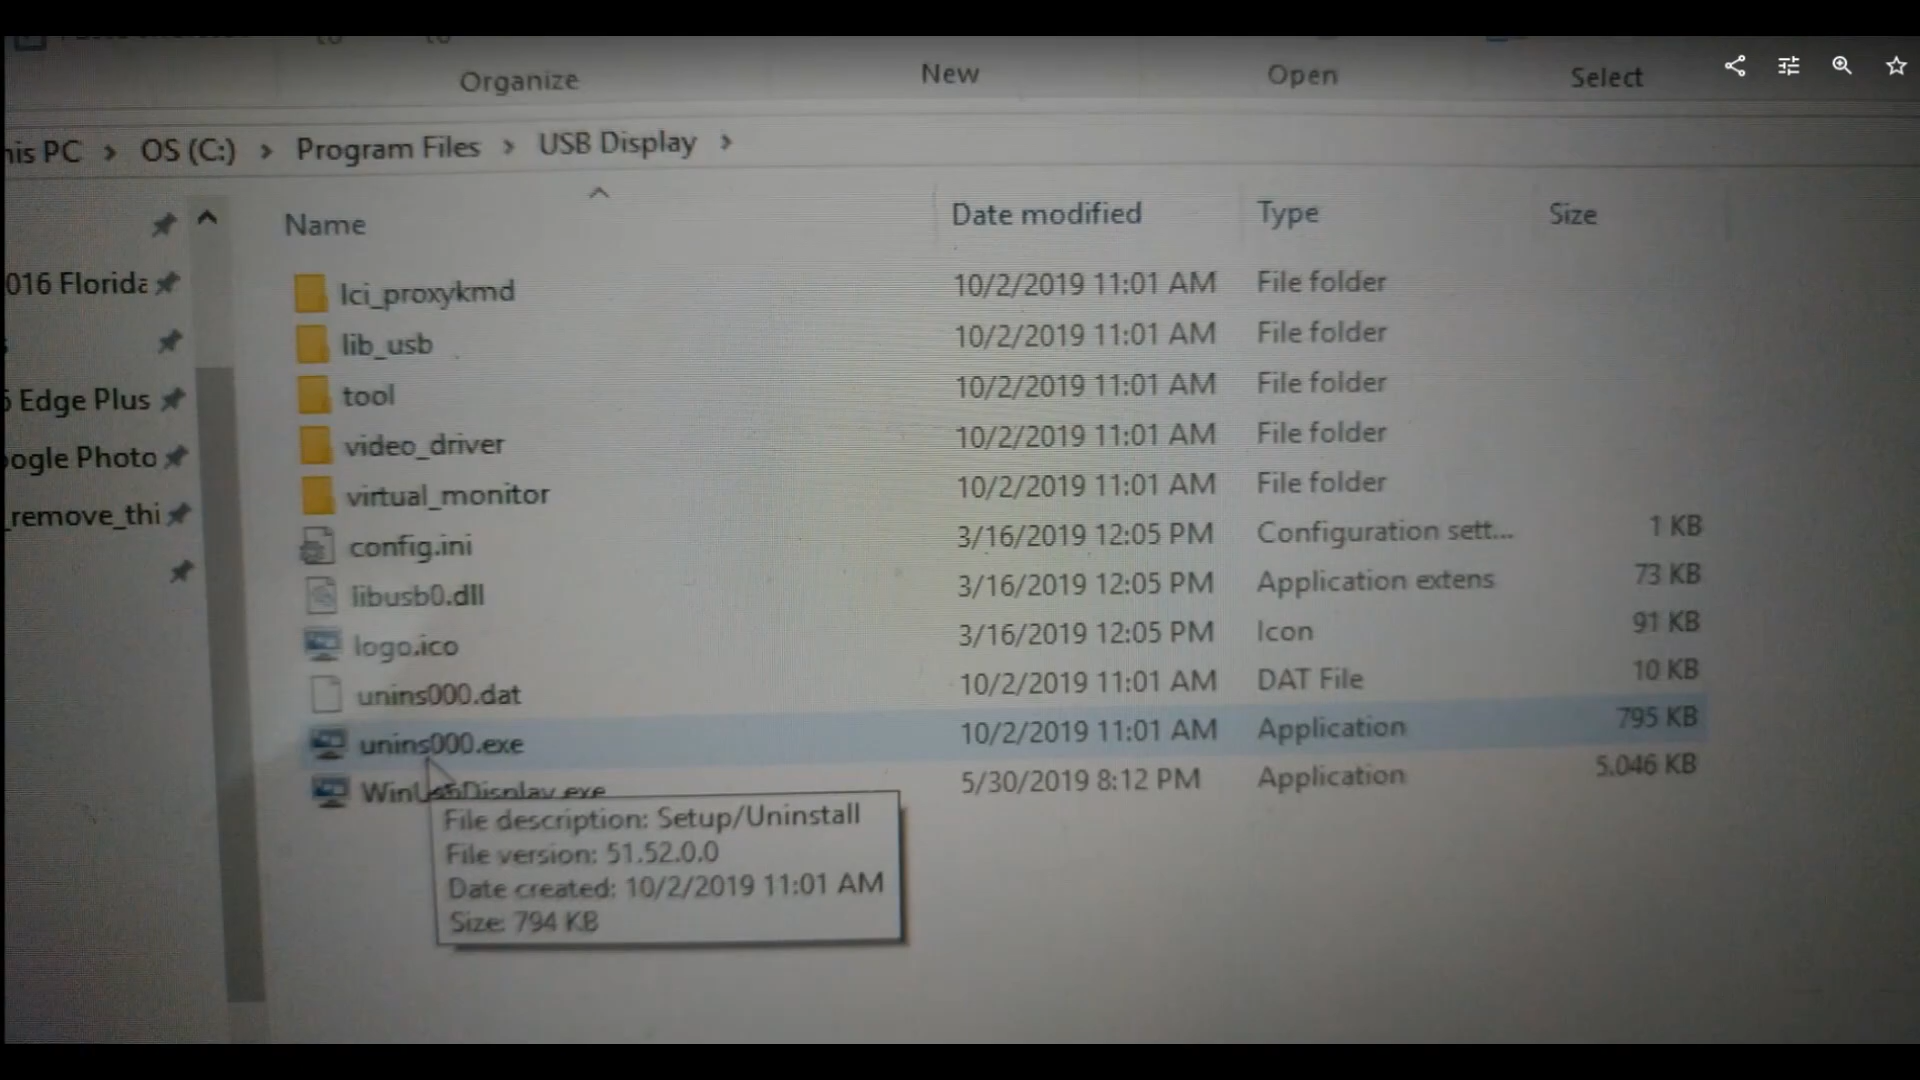 Organize New Open Select
his PC > OS (C:) > Program Files > USB Display >
Name Date modified Type Size
lci_proxykmd 10/2/2019 11:01 AM File folder
016 Florida
lib_usb 10/2/2019 11:01 AM File folder
tool 10/2/2019 11:01 AM File folder
Edge Plus
video_driver 10/2/2019 11:01 AM File folder
oogle Photo
virtual_monitor 10/2/2019 11:01 AM File folder
_remove_thi
config.ini 3/16/2019 12:05 PM Configuration sett... 1 KB
libusb0.dll 3/16/2019 12:05 PM Application extens 73 KB
logo.ico 3/16/2019 12:05 PM Icon 91 KB
unins000.dat 10/2/2019 11:01 AM DAT File 10 KB
unins000.exe 10/2/2019 11:01 AM Application 795 KB
WinUsbDisplay.exe 5/30/2019 8:12 PM Application 5,046 KB
File description: Setup/Uninstall
File version: 51.52.0.0
Date created: 10/2/2019 11:01 AM
Size: 794 KB